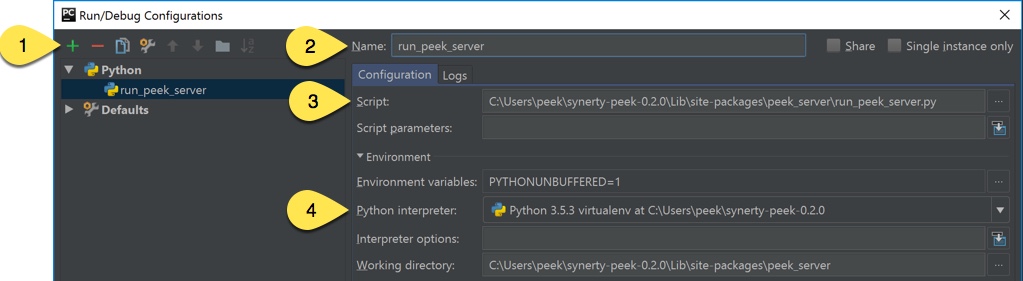 PC Run/Debug Configurations
1
2 Name: run_peek_server Share Single instance only
Python
run_peek_server
Defaults
Configuration Logs
3 Script: C:\Users\peek\synerty-peek-0.2.0\Lib\site-packages\peek_server\run_peek_server.py ...
Script parameters:
Environment
Environment variables: PYTHONUNBUFFERED=1 ...
4 Python interpreter: Python 3.5.3 virtualenv at C:\Users\peek\synerty-peek-0.2.0
Interpreter options:
Working directory: C:\Users\peek\synerty-peek-0.2.0\Lib\site-packages\peek_server ...